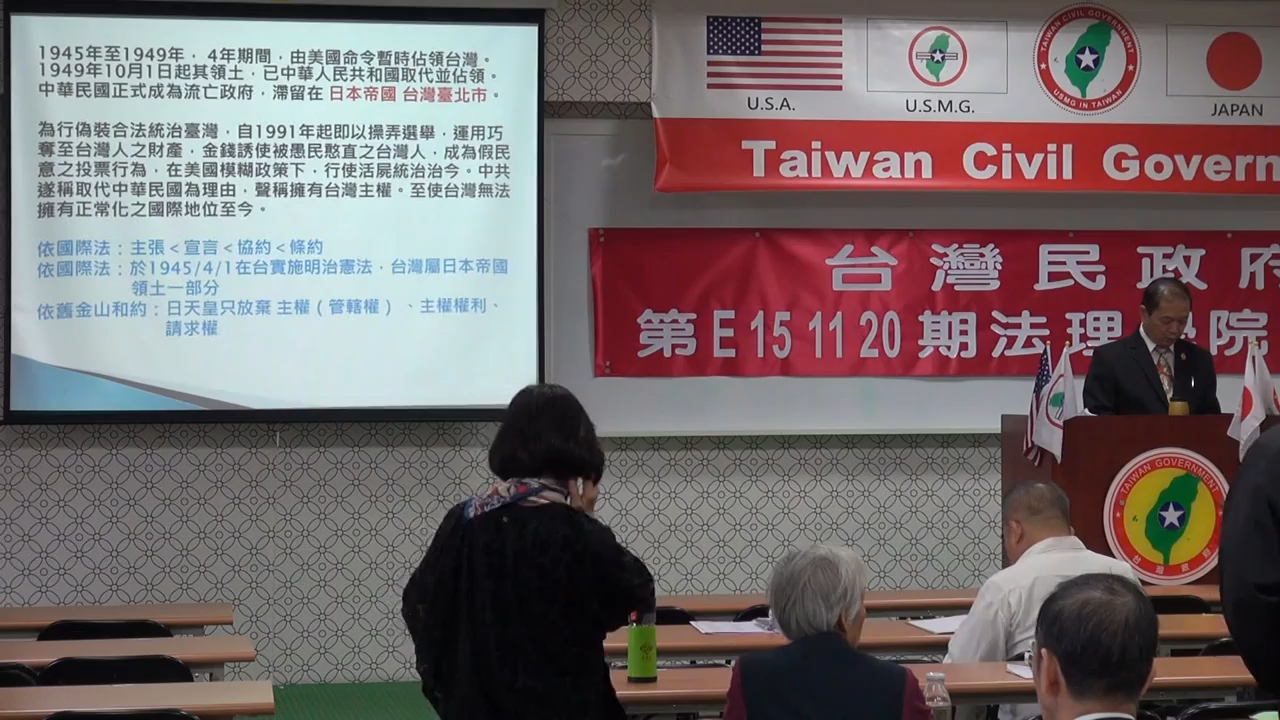 1945年至1949年，4年期間，由美國命令暫時佔領台灣。
1949年10月1日起其領土，已中華人民共和國取代並佔領。
中華民國正式成為流亡政府，滯留在 日本帝國 台灣臺北市。
為行偽裝合法統治臺灣，自1991年起即以操弄選舉，運用巧
奪至台灣人之財產，金錢誘使被愚民憨直之台灣人，成為假民
意之投票行為，在美國模糊政策下，行使活屍統治治今。中共
遂稱取代中華民國為理由，聲稱擁有台灣主權。至使台灣無法
擁有正常化之國際地位至今。
依國際法：主張＜宣言＜協約＜條約
依國際法：於1945/4/1在台實施明治憲法，台灣屬日本帝國
領土一部分
依舊金山和約：日天皇只放棄 主權（管轄權）、主權權利、
請求權
U.S.A.
U.S.M.G.
TAIWAN CIVIL GOVERNMENT
USMG IN TAIWAN
JAPAN
Taiwan Civil Govern
台灣民政府
第E 15 11 20期法理學院
TAIWAN GOVERNMENT
台灣政府